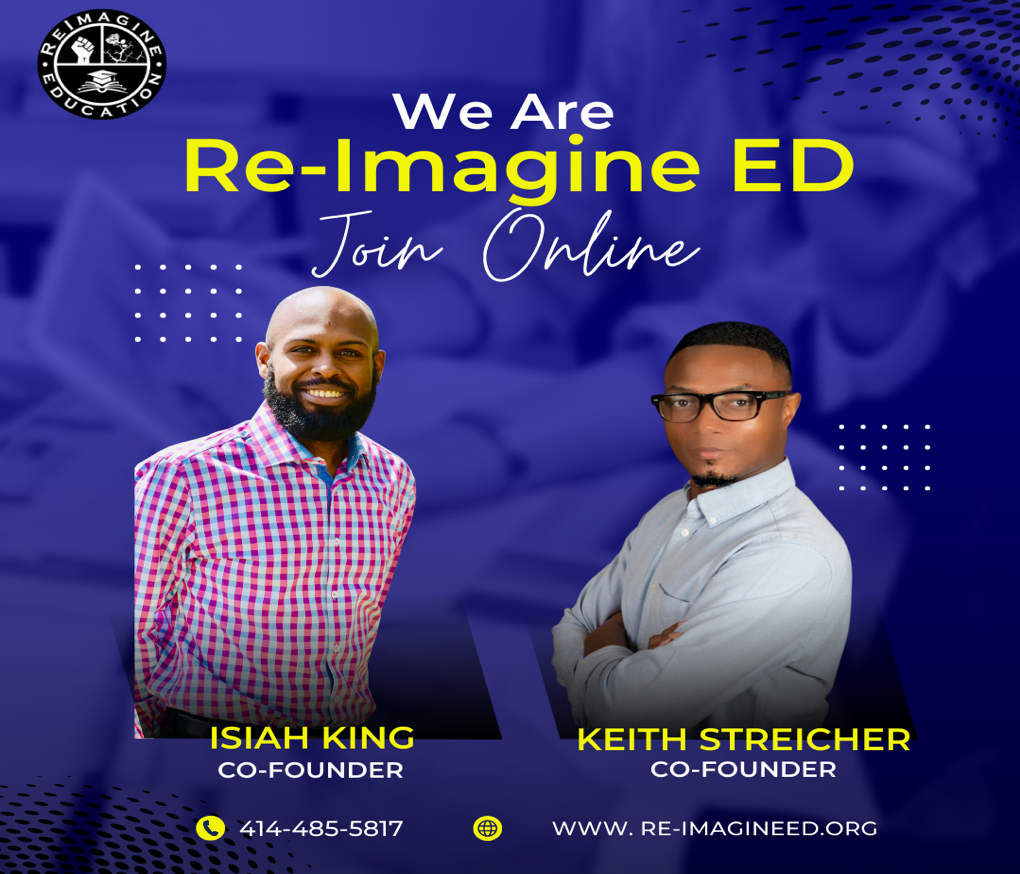 REIMAGINE
EDUCATION
We Are
Re-Imagine ED
Join Online
ISIAH KING
CO-FOUNDER
KEITH STREICHER
CO-FOUNDER
414-485-5817
WWW. RE-IMAGINEED.ORG